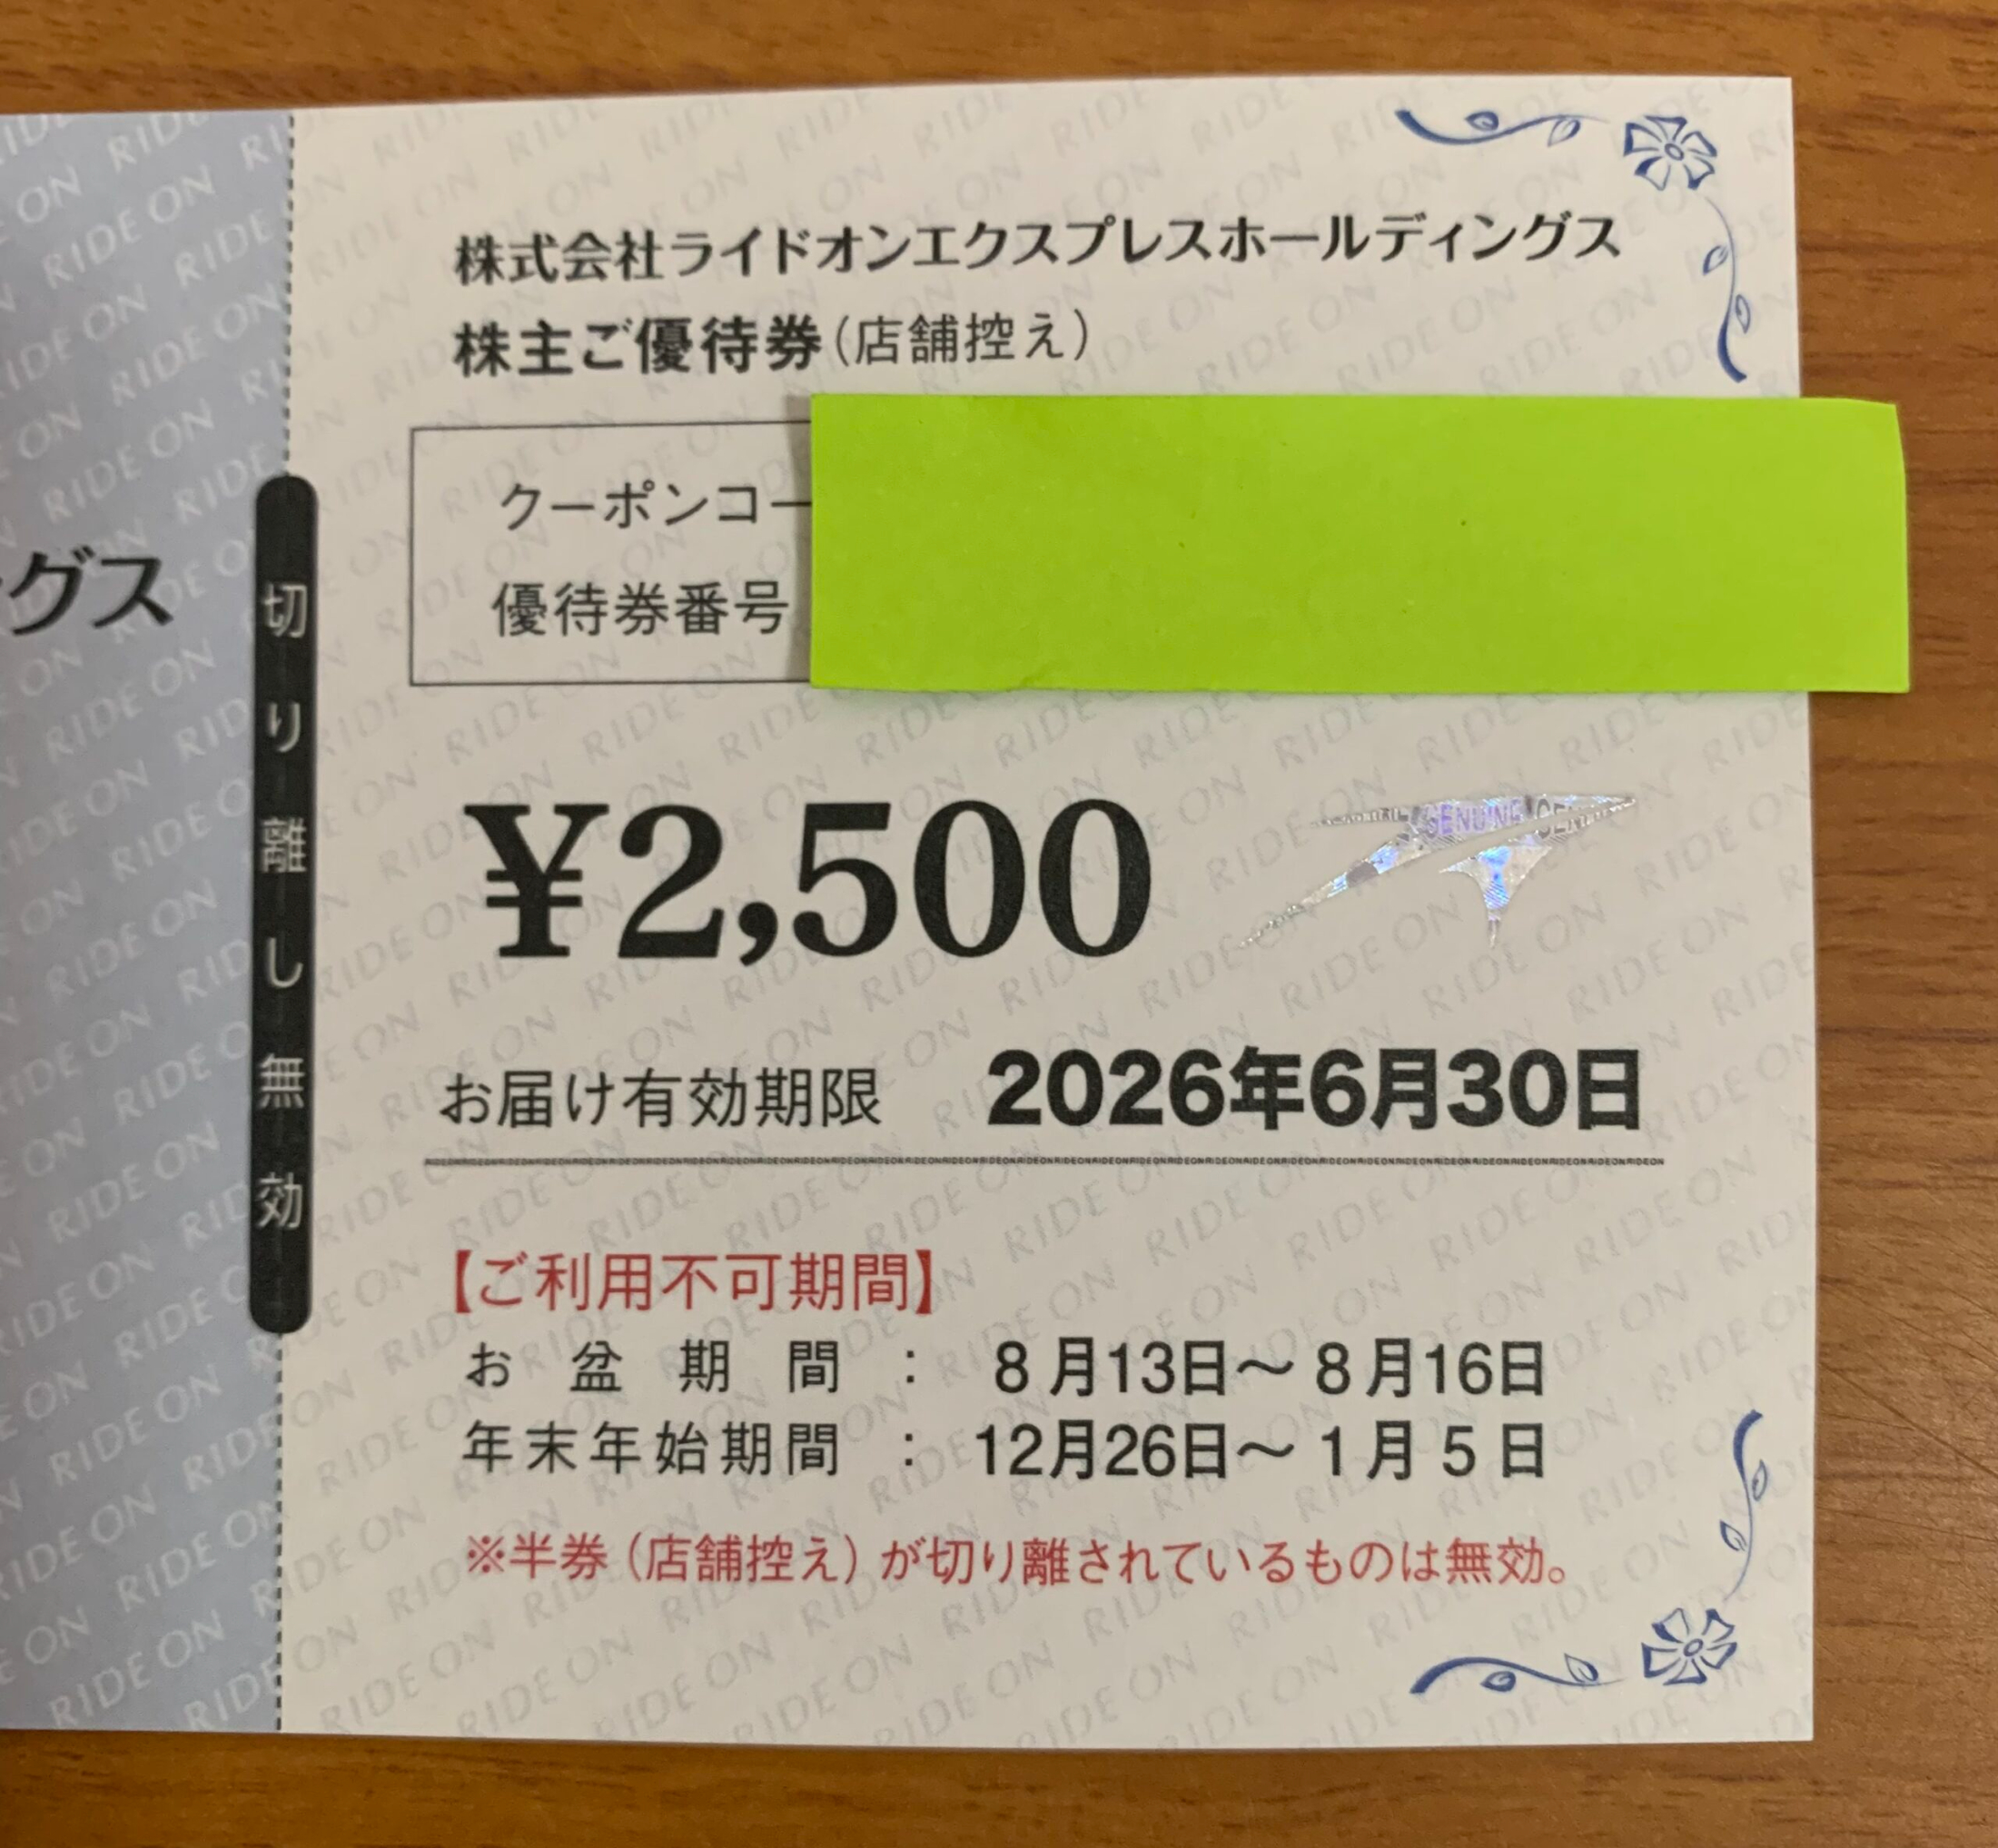 ングス
切り離し無効
株式会社ライドオンエクスプレスホールディングス
株主ご優待券(店舗控え)
クーポンコー
優待券番号
¥2,500
GENUINE
お届け有効期限 2026年6月30日
【ご利用不可期間】
お盆期間 : 8月13日〜8月16日
年末年始期間 : 12月26日〜1月5日
※半券(店舗控え)が切り離されているものは無効。
RIDE ON